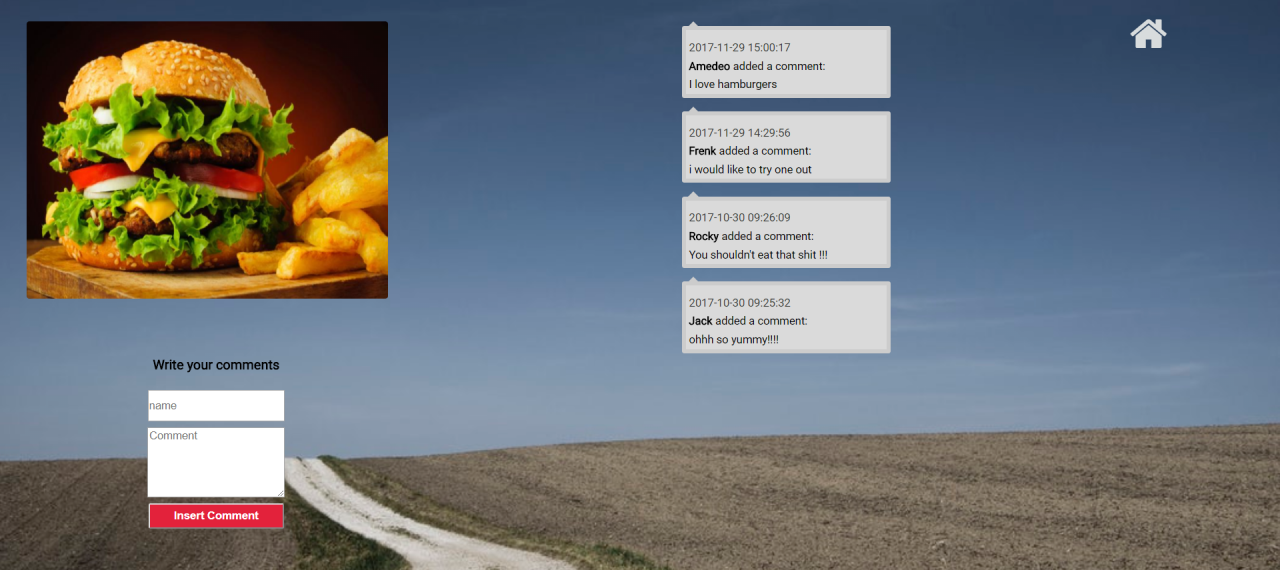 2017-11-29 15:00:17
Amedeo added a comment:
I love hamburgers
2017-11-29 14:29:56
Frenk added a comment:
i would like to try one out
2017-10-30 09:26:09
Rocky added a comment:
You shouldn't eat that shit !!!
2017-10-30 09:25:32
Jack added a comment:
ohhh so yummy!!!!
Write your comments
name
Comment
Insert Comment